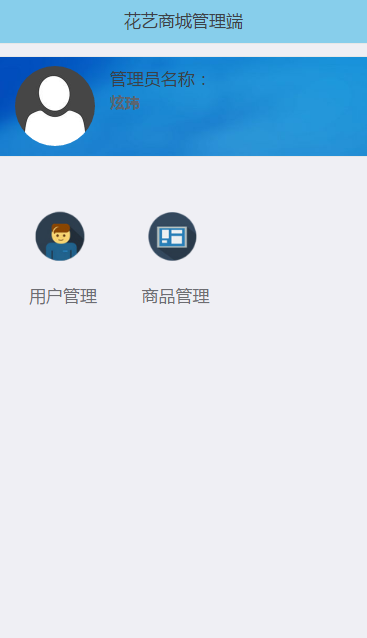 花艺商城管理端
管理员名称：
炫玮
用户管理
商品管理